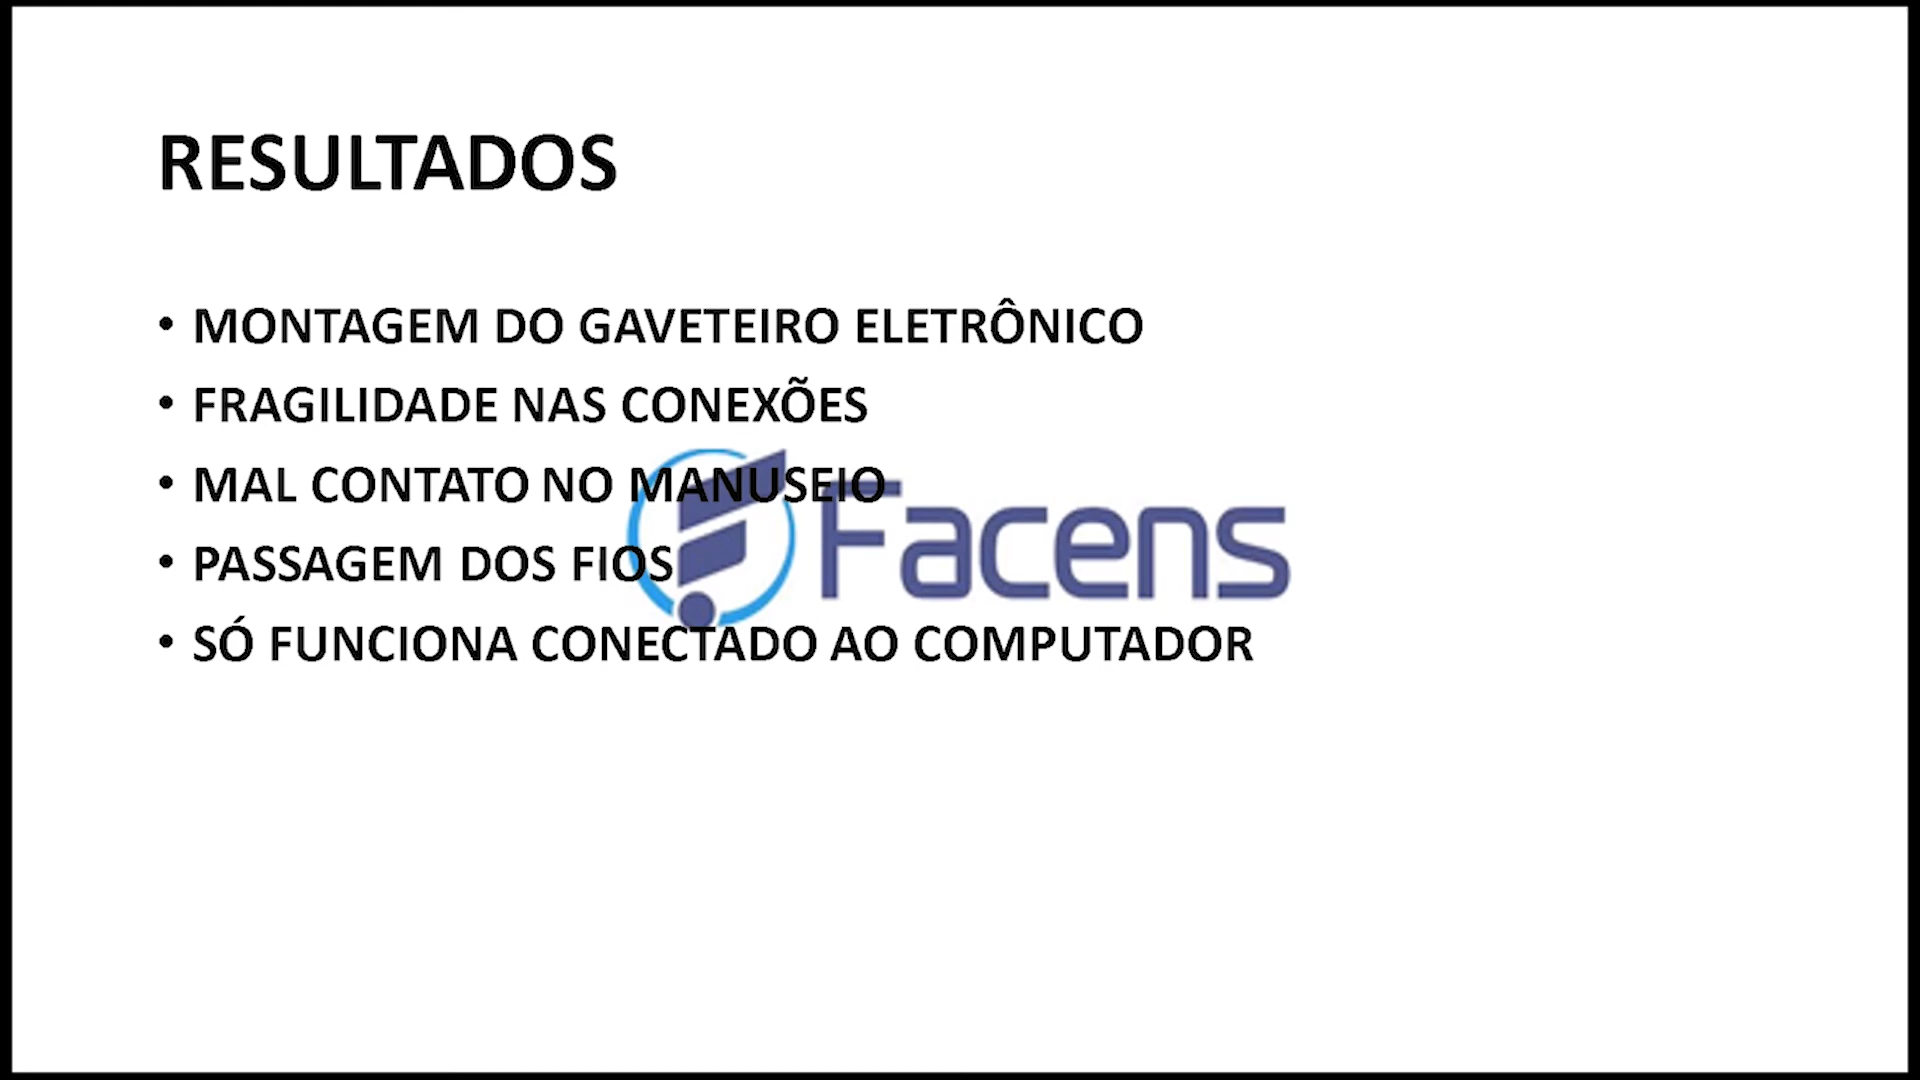 RESULTADOS
• MONTAGEM DO GAVETEIRO ELETRÔNICO
• FRAGILIDADE NAS CONEXÕES
• MAL CONTATO NO MANUSEIO
• PASSAGEM DOS FIOS
Facens
• SÓ FUNCIONA CONECTADO AO COMPUTADOR